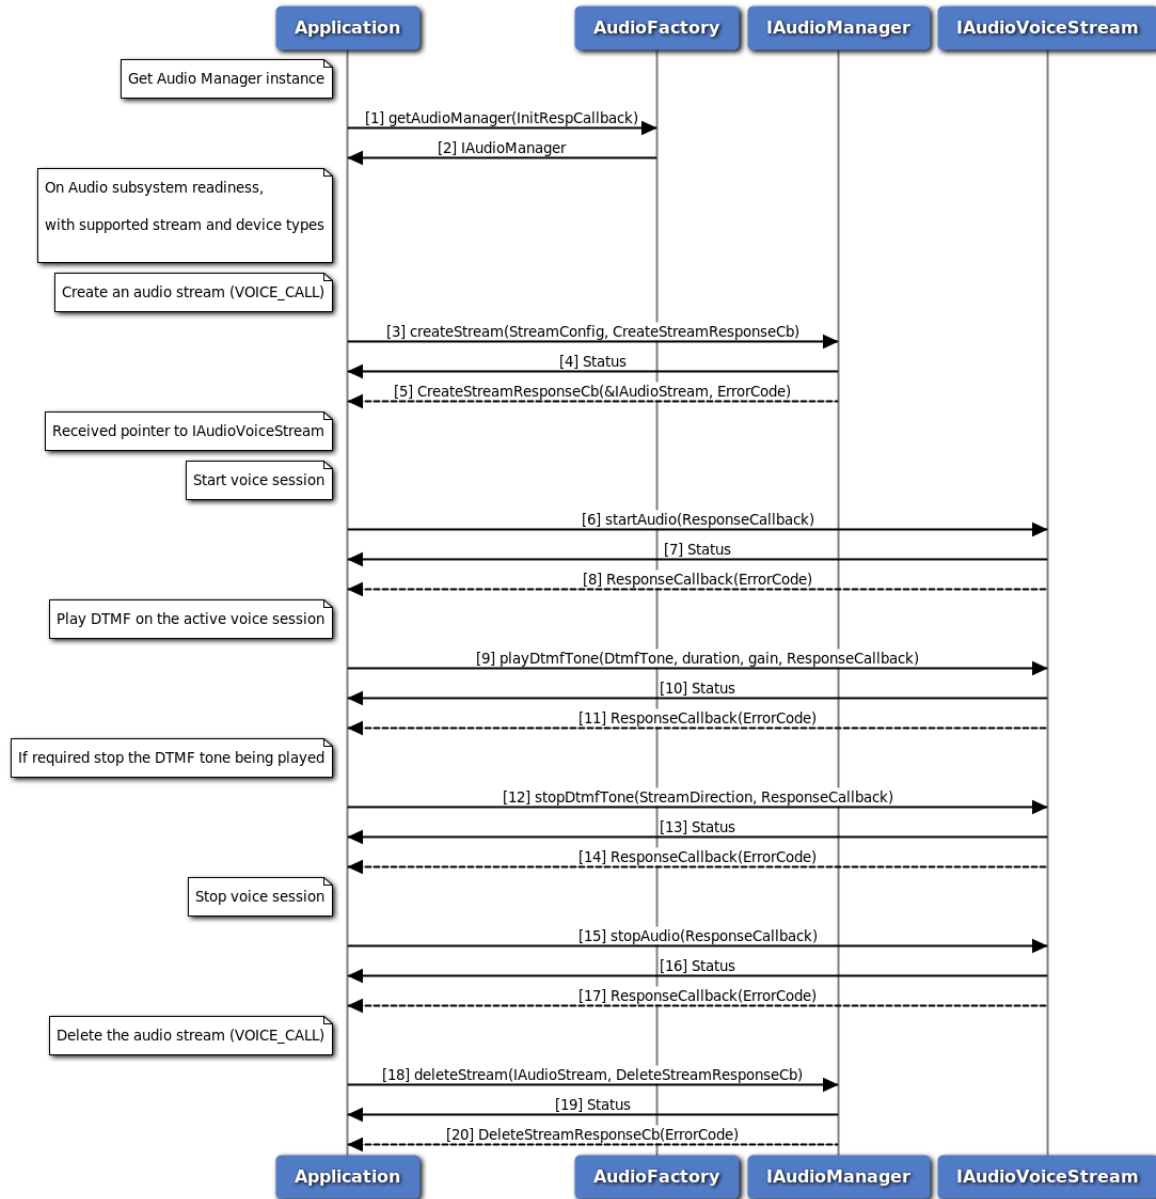 Application
AudioFactory
IAudioManager
IAudioVoiceStream
Get Audio Manager instance
[1] getAudioManager(InitRespCallback)
[2] IAudioManager
On Audio subsystem readiness,
with supported stream and device types
Create an audio stream (VOICE_CALL)
[3] createStream(StreamConfig, CreateStreamResponseCb)
[4] Status
[5] CreateStreamResponseCb(&IAudioStream, ErrorCode)
Received pointer to IAudioVoiceStream
Start voice session
[6] startAudio(ResponseCallback)
[7] Status
[8] ResponseCallback(ErrorCode)
Play DTMF on the active voice session
[9] playDtmfTone(DtmfTone, duration, gain, ResponseCallback)
[10] Status
[11] ResponseCallback(ErrorCode)
If required stop the DTMF tone being played
[12] stopDtmfTone(StreamDirection, ResponseCallback)
[13] Status
[14] ResponseCallback(ErrorCode)
Stop voice session
[15] stopAudio(ResponseCallback)
[16] Status
[17] ResponseCallback(ErrorCode)
Delete the audio stream (VOICE_CALL)
[18] deleteStream(IAudioStream, DeleteStreamResponseCb)
[19] Status
[20] DeleteStreamResponseCb(ErrorCode)
Application
AudioFactory
IAudioManager
IAudioVoiceStream